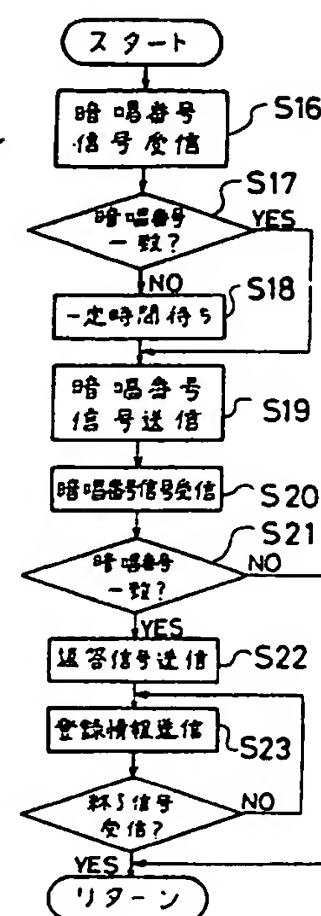 スタート
暗唱番号
信号受信
S16
S17
暗唱番号
一致?
YES
NO
S18
一定時間待ち
暗唱番号
信号送信
S19
暗唱番号信号受信
S20
S21
暗唱番号
一致?
NO
YES
返答信号送信
S22
登録情報送信
S23
終了信号
受信?
NO
YES
リターン